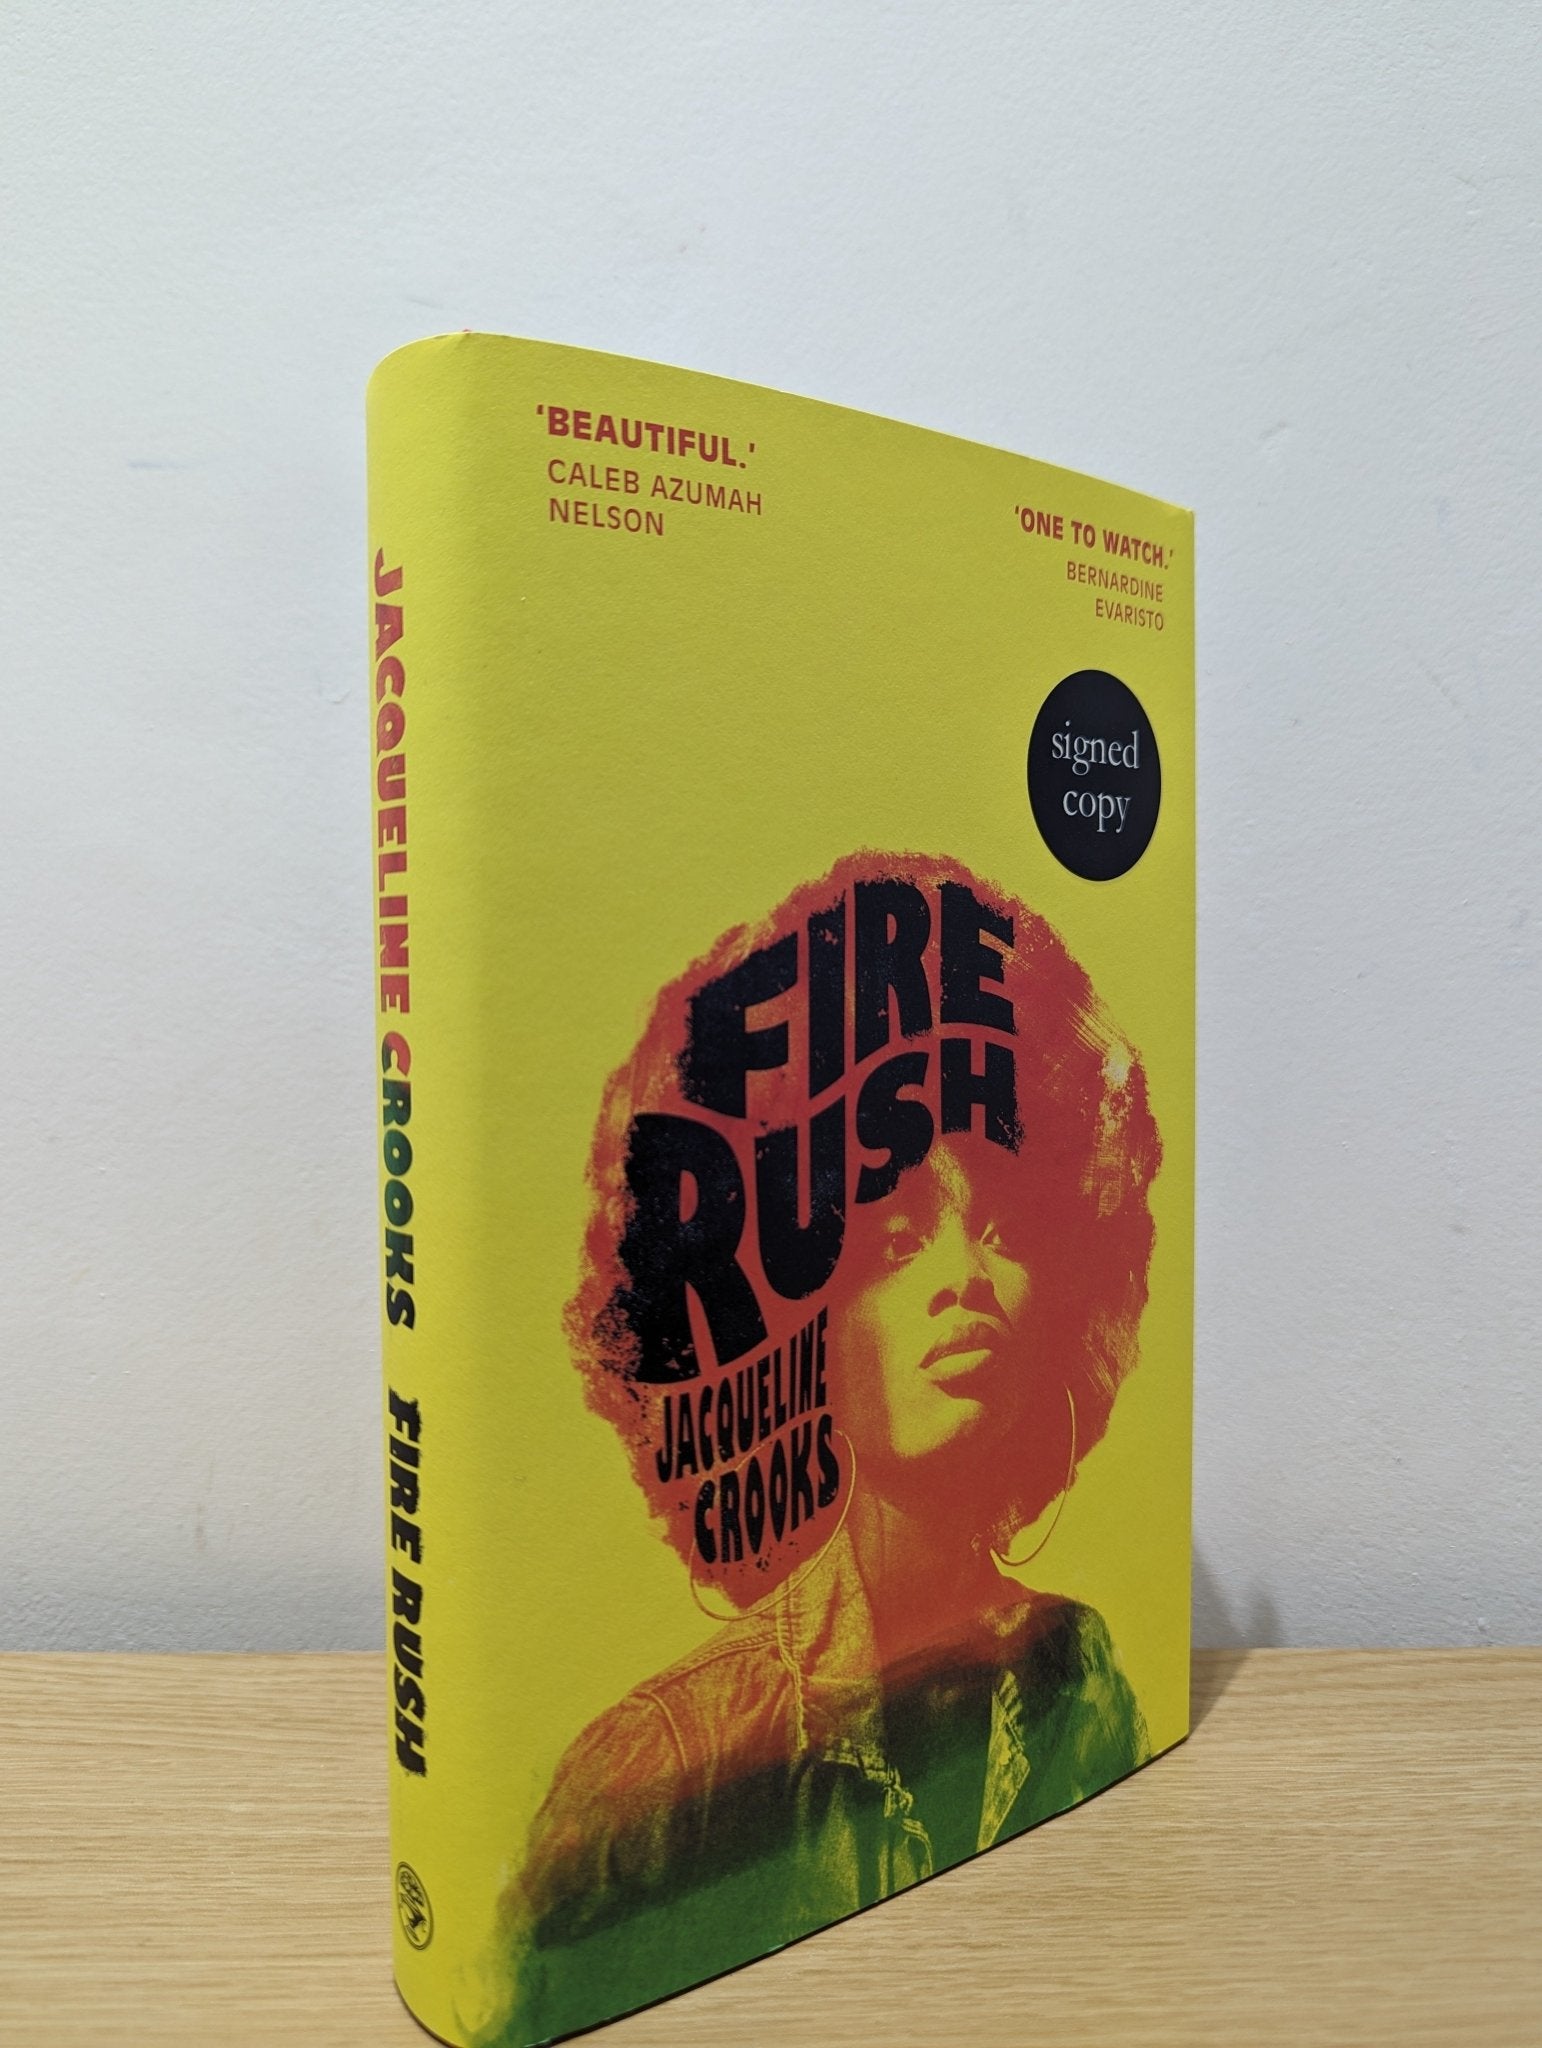 'BEAUTIFUL.'
CALEB AZUMAH
NELSON
'ONE TO WATCH.'
BERNARDINE
EVARISTO
signed
copy
FIRE
RUSH
JACQUELINE
CROOKS
JACQUELINE CROOKS FIRE RUSH